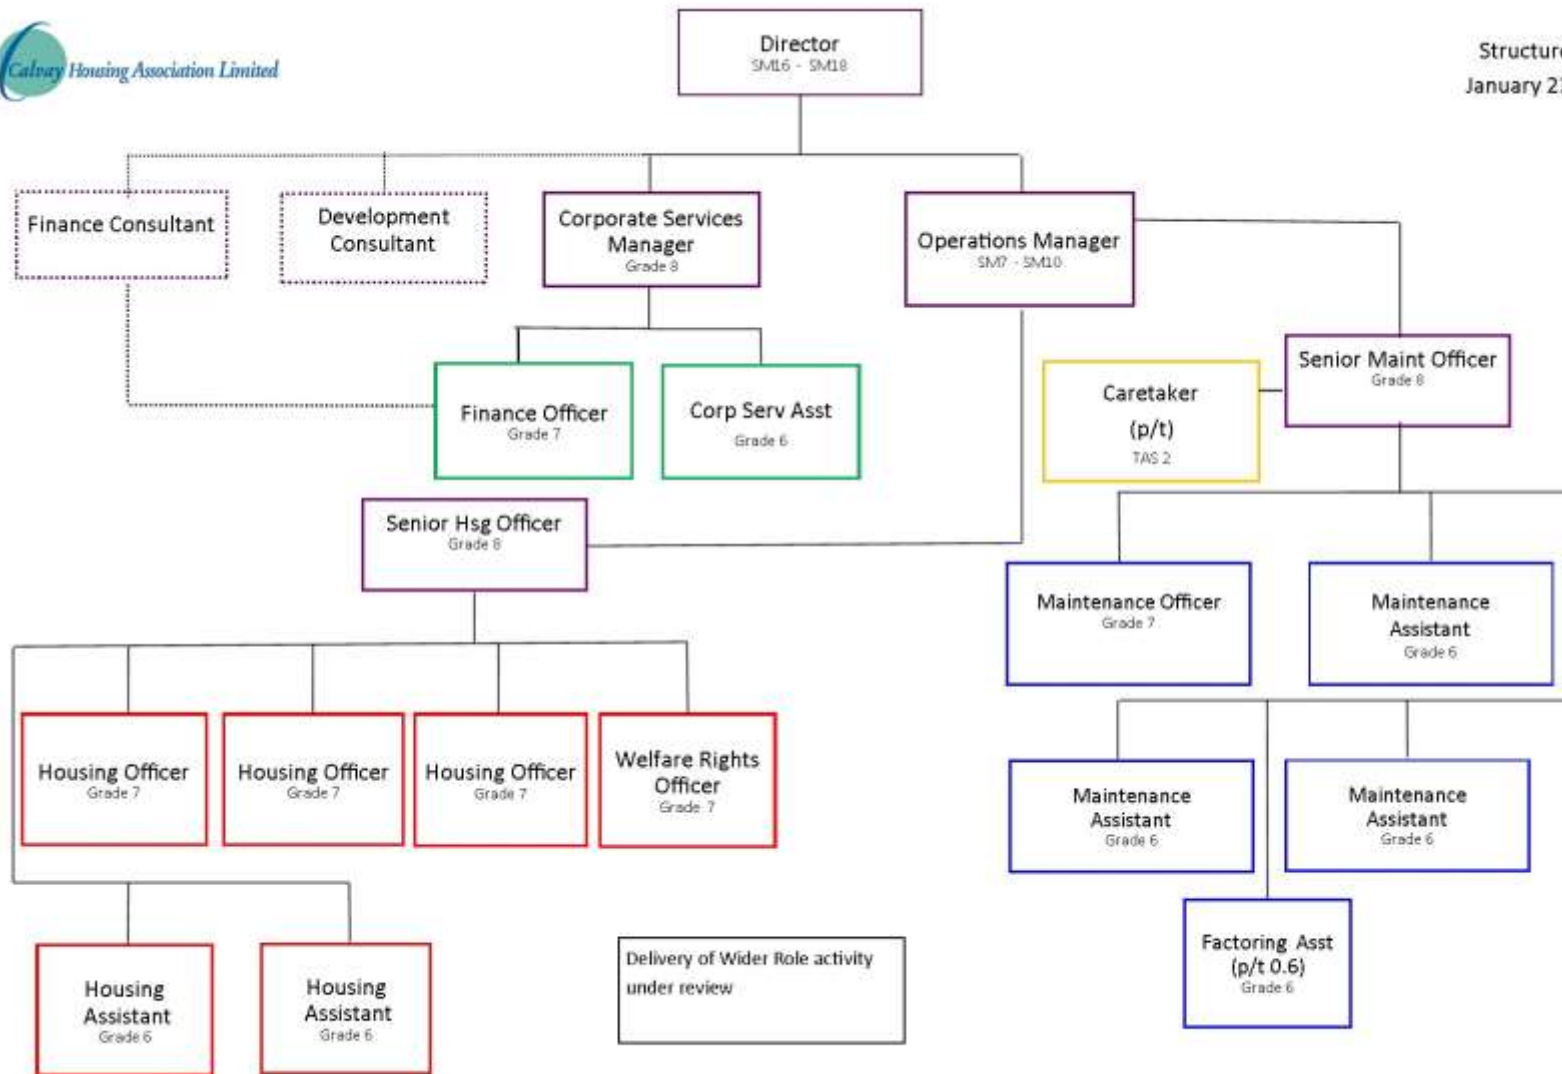 Calvay Housing Association Limited
Director
SM16 - SM18
Structure
January 2
Finance Consultant
Development
Consultant
Corporate Services
Manager
Grade 8
Operations Manager
SM7 - SM10
Senior Maint Officer
Grade 8
Caretaker
(p/t)
TAS 2
Finance Officer
Grade 7
Corp Serv Asst
Grade 6
Senior Hsg Officer
Grade 8
Maintenance Officer
Grade 7
Maintenance
Assistant
Grade 6
Housing Officer
Grade 7
Housing Officer
Grade 7
Housing Officer
Grade 7
Welfare Rights
Officer
Grade 7
Maintenance
Assistant
Grade 6
Maintenance
Assistant
Grade 6
Factoring Asst
(p/t 0.6)
Grade 6
Housing
Assistant
Grade 6
Housing
Assistant
Grade 6
Delivery of Wider Role activity
under review